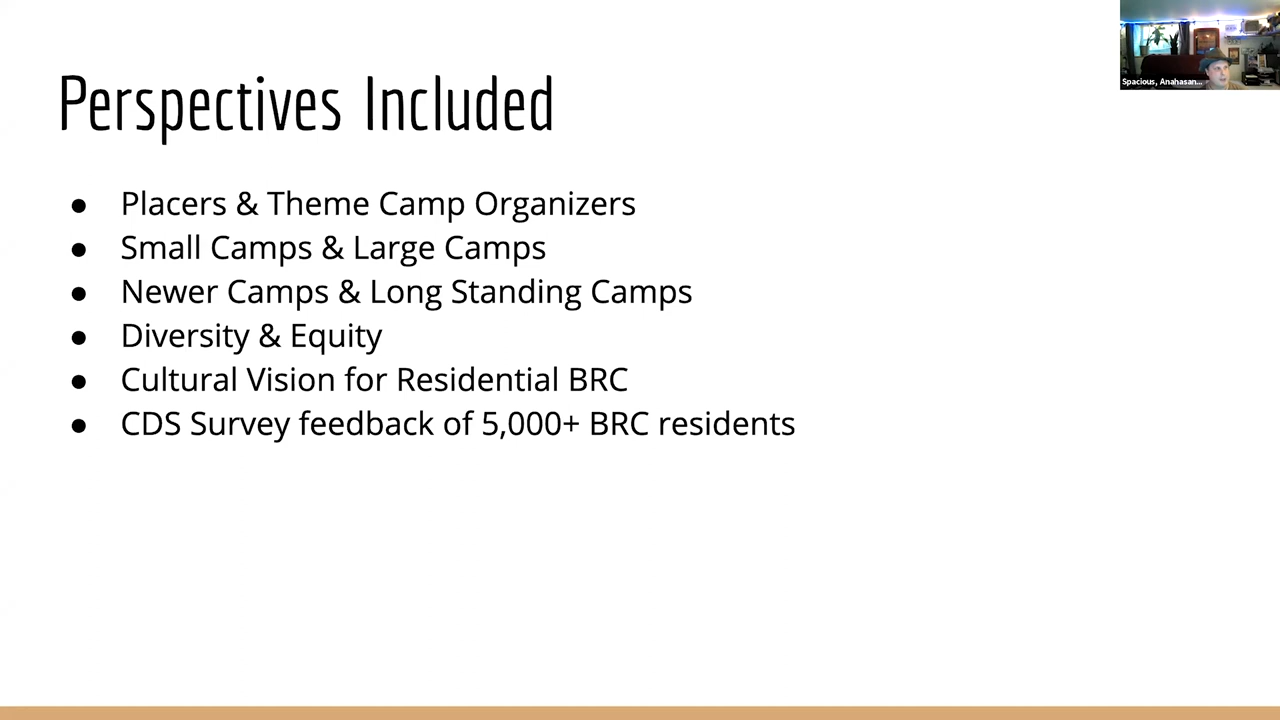 Spacious, Anahasan...
Perspectives Included
● Placers & Theme Camp Organizers
● Small Camps & Large Camps
● Newer Camps & Long Standing Camps
● Diversity & Equity
● Cultural Vision for Residential BRC
● CDS Survey feedback of 5,000+ BRC residents